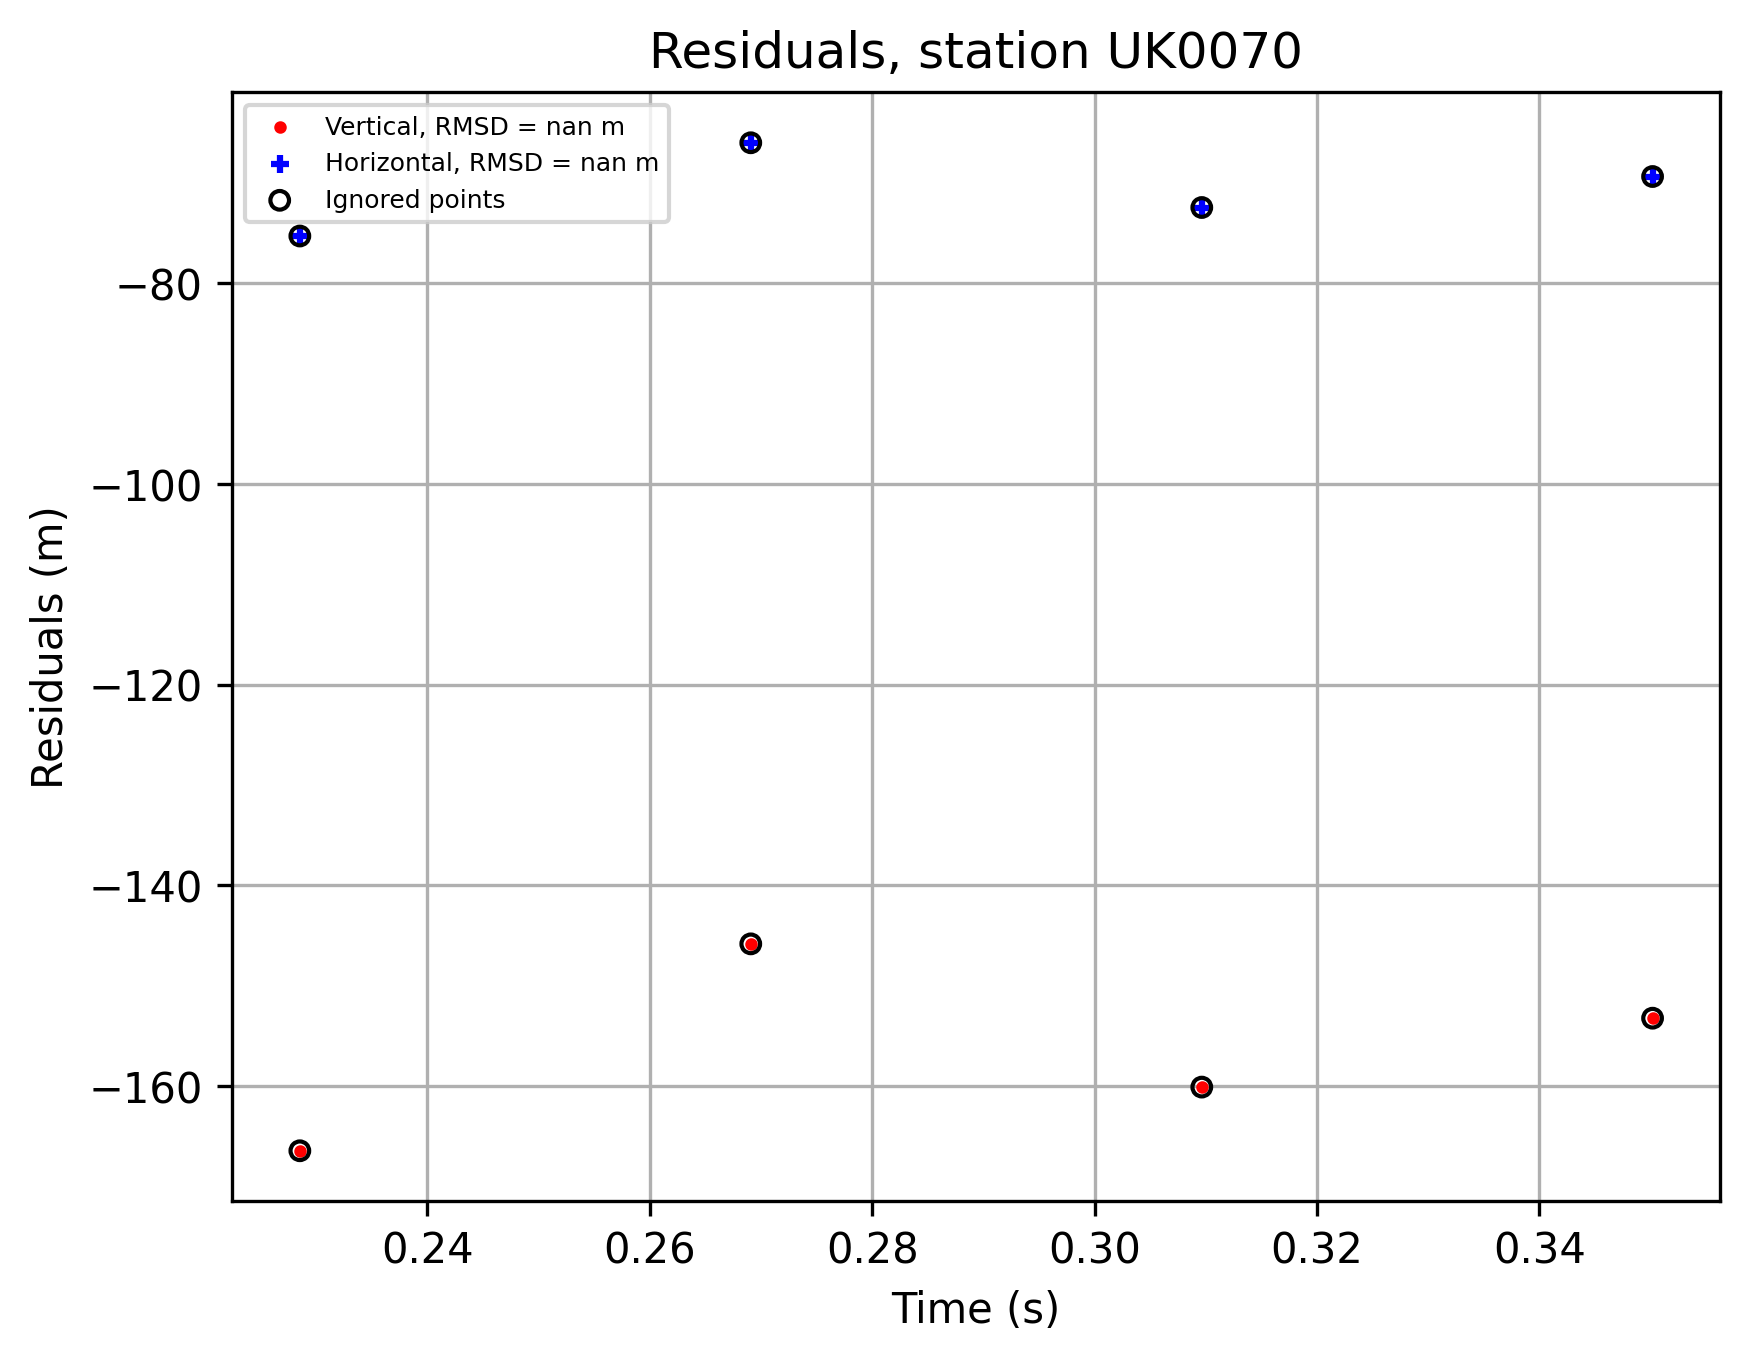 Residuals, station UK0070
Vertical, RMSD = nan m
Horizontal, RMSD = nan m
Ignored points
−80
−100
−120
−140
−160
Residuals (m)
0.24 0.26 0.28 0.30 0.32 0.34
Time (s)